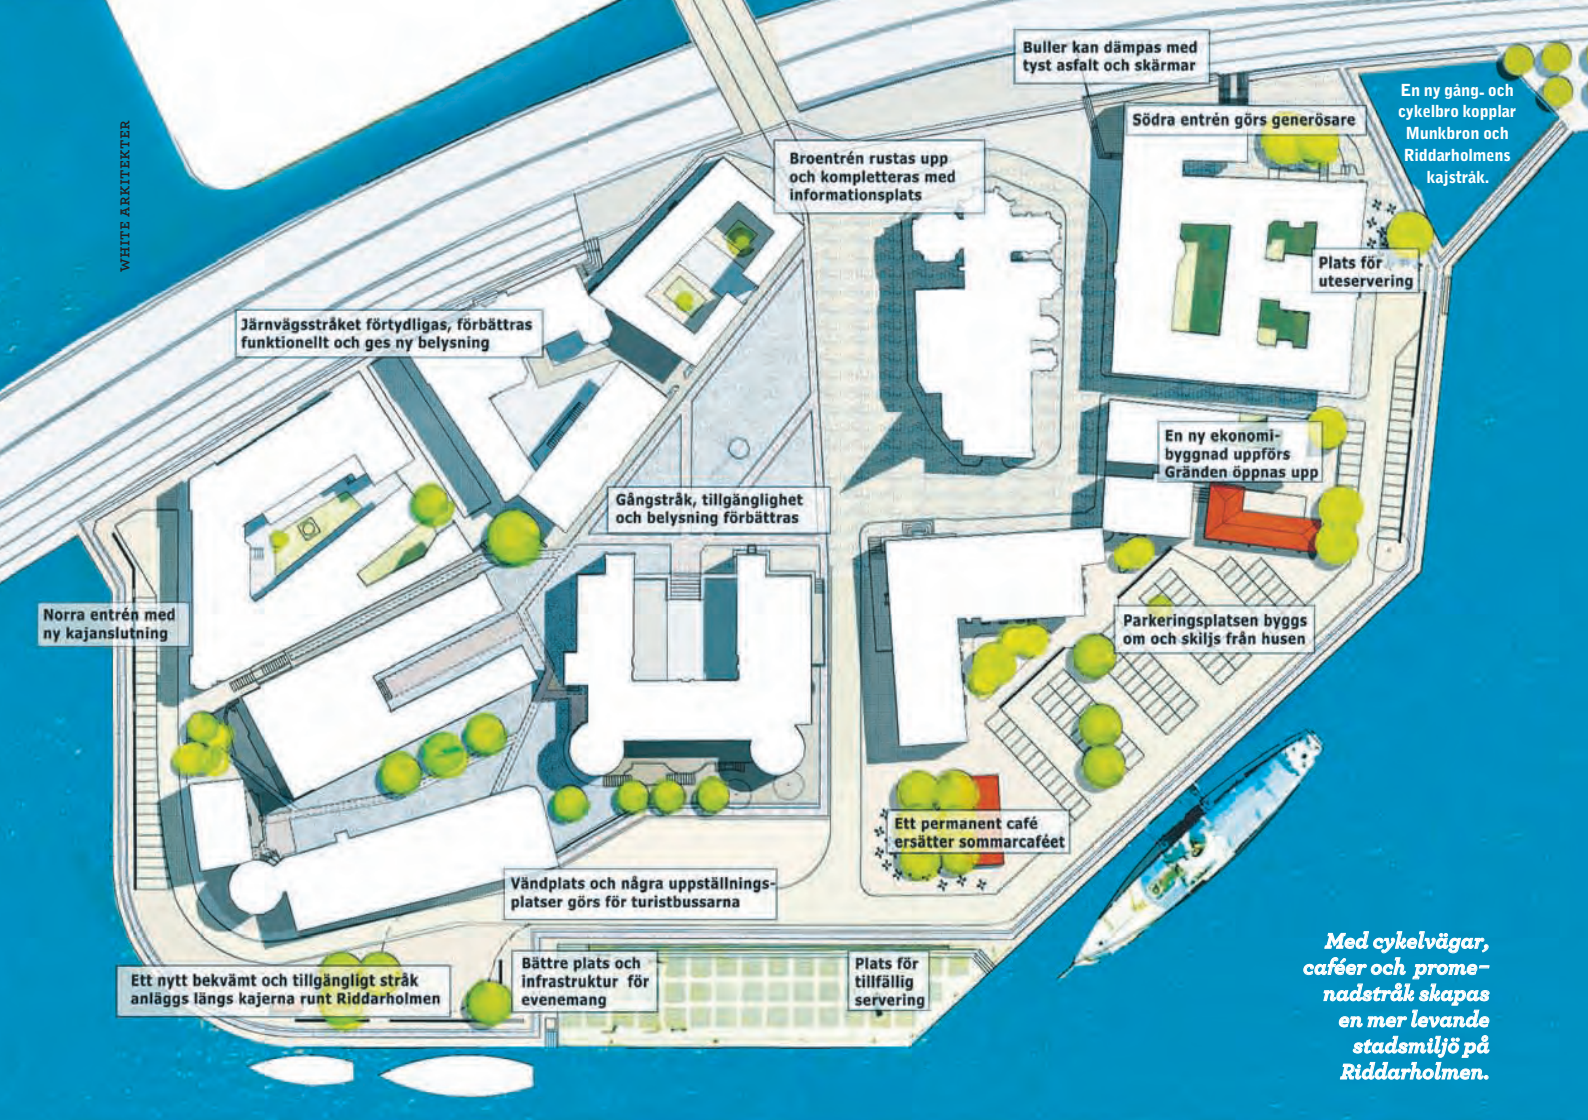 WHITE ARKITEKTER
Buller kan dämpas med
tyst asfalt och skärmar
En ny gång- och
cykelbro kopplar
Munkbron och
Riddarholmens
kajstråk.
Södra entrén görs generösare
Broentrén rustas upp
och kompletteras med
informationsplats
Plats för
uteservering
Järnvägsstråket förtydligas, förbättras
funktionellt och ges ny belysning
En ny ekonomi-
byggnad uppförs
Gränden öppnas upp
Gångstråk, tillgänglighet
och belysning förbättras
Norra entrén med
ny kajanslutning
Parkeringsplatsen byggs
om och skiljs från husen
Ett permanent café
ersätter sommarcaféet
Vändplats och några uppställnings-
platser görs för turistbussarna
Ett nytt bekvämt och tillgängligt stråk
anläggs längs kajerna runt Riddarholmen
Bättre plats och
infrastruktur för
evenemang
Plats för
tillfällig
servering
Med cykelvägar,
caféer och prome-
nadstråk skapas
en mer levande
stadsmiljö på
Riddarholmen.